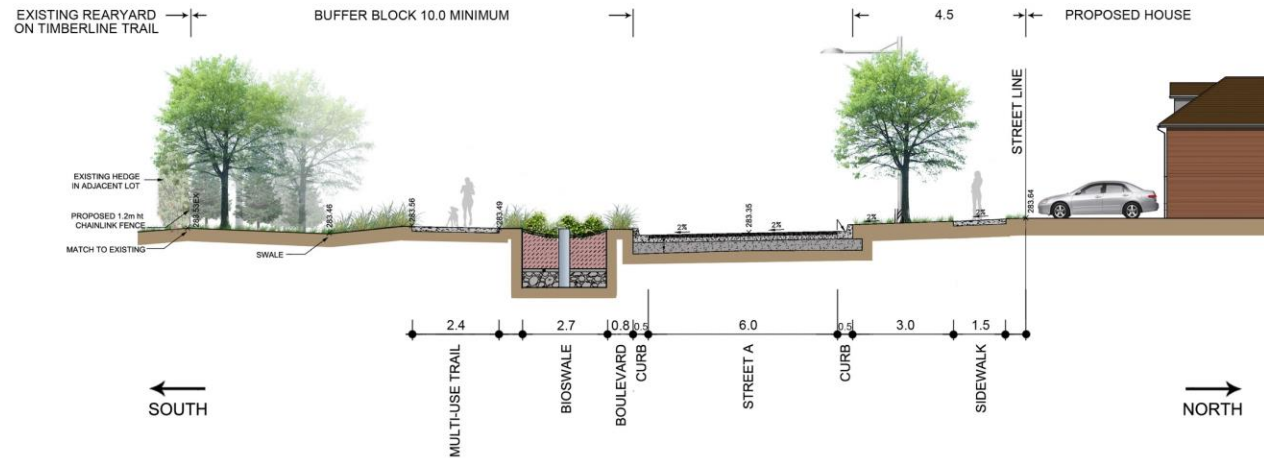 EXISTING REARYARD
ON TIMBERLINE TRAIL
BUFFER BLOCK 10.0 MINIMUM
4.5
PROPOSED HOUSE
STREET LINE
EXISTING HEDGE
IN ADJACENT LOT
PROPOSED 1.2m ht
CHAINLINK FENCE
MATCH TO EXISTING
SWALE
283.46
283.56
283.49
2%
283.35
2%
2%
2%
283.64
2.4
2.7
0.8
0.5
6.0
0.5
3.0
1.5
MULTI-USE TRAIL
BIOSWALE
BOULEVARD
CURB
STREET A
CURB
SIDEWALK
SOUTH
NORTH